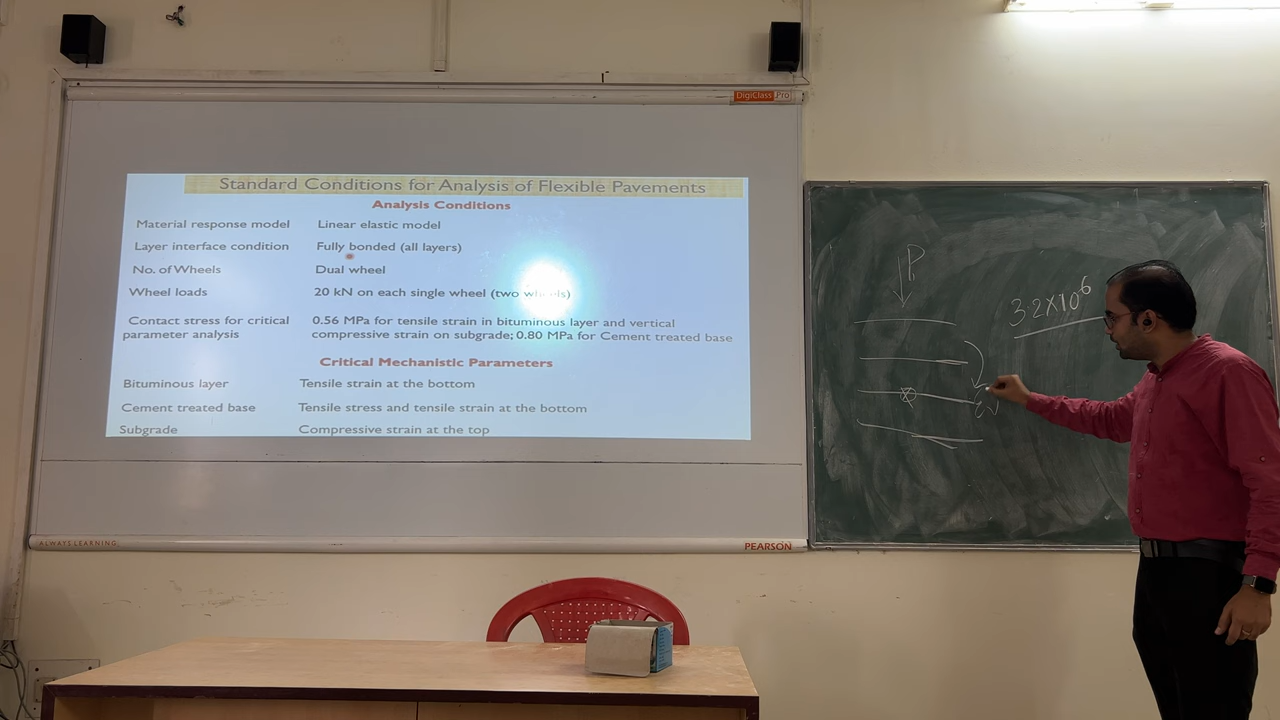 DigiClass Pro
Standard Conditions for Analysis of Flexible Pavements
Analysis Conditions
Material response model Linear elastic model
Layer interface condition Fully bonded (all layers)
No. of Wheels Dual wheel
Wheel loads 20 kN on each single wheel (two wheels)
Contact stress for critical 0.56 MPa for tensile strain in bituminous layer and vertical
parameter analysis compressive strain on subgrade; 0.80 MPa for Cement treated base
Critical Mechanistic Parameters
Bituminous layer Tensile strain at the bottom
Cement treated base Tensile stress and tensile strain at the bottom
Subgrade Compressive strain at the top
ALWAYS LEARNING
PEARSON
P
32X10⁶
εv